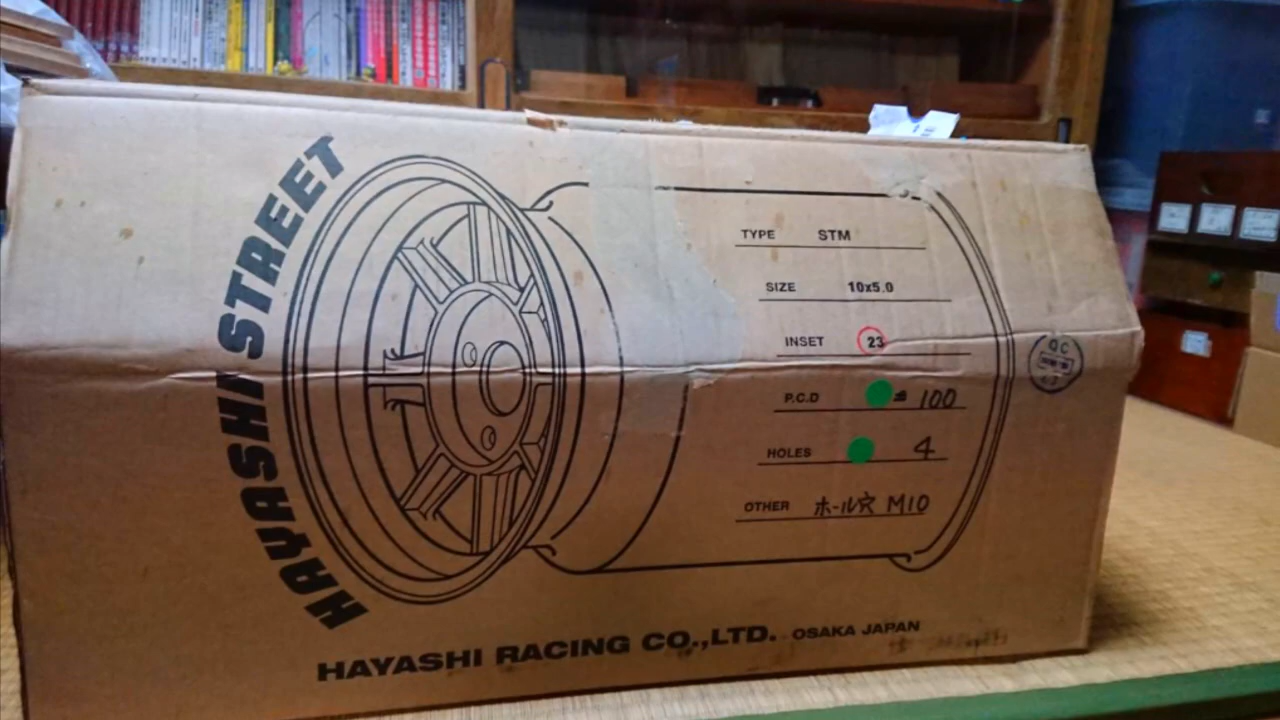 HAYASHI STREET
TYPE STM
SIZE 10x5.0
INSET 23
P.C.D 100
HOLES 4
OTHER ホール穴 M10
QC
HAYASHI RACING CO.,LTD. OSAKA JAPAN